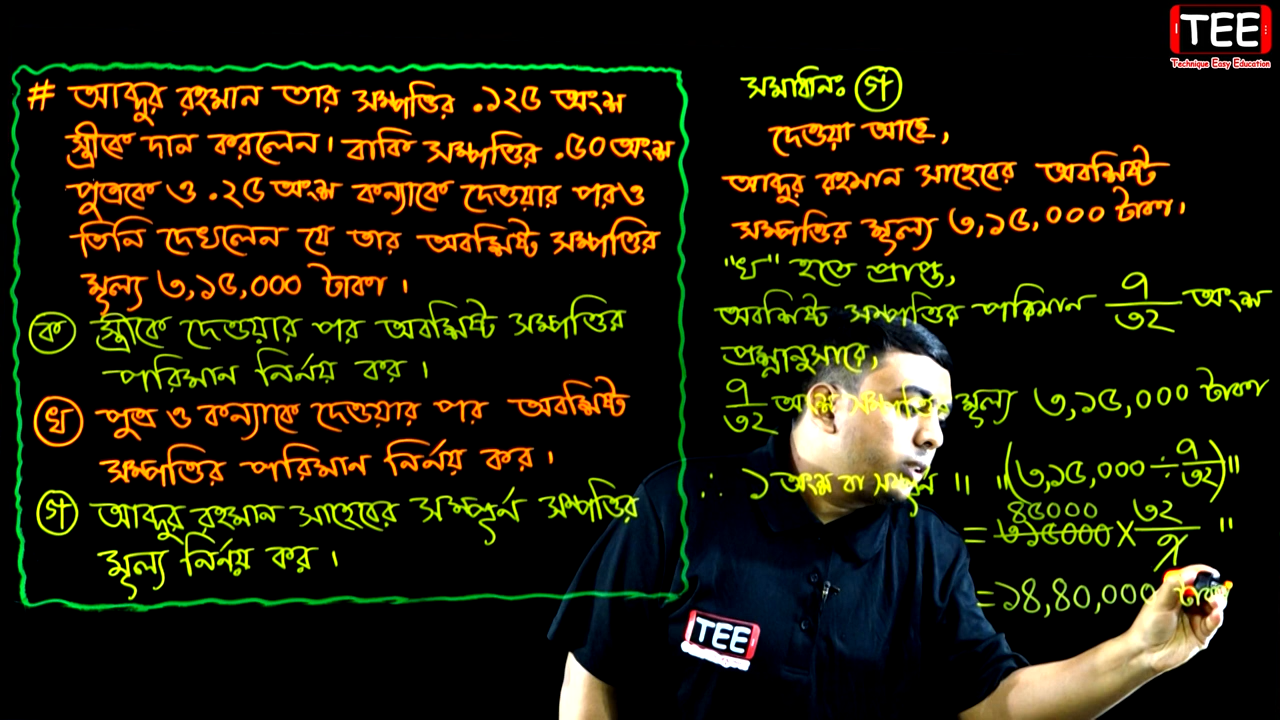 TEE
Technique Easy Education
# আব্দুর রহমান তার সম্পত্তির .১২৫ অংশ
স্ত্রীকে দান করলেন। বাকি সম্পত্তির .৫০ অংশ
পুত্রকে ও .২৫ অংশ কন্যাকে দেওয়ার পরও
তিনি দেখলেন যে তার অবশিষ্ট সম্পত্তির
মূল্য ৩,১৫,০০০ টাকা।
ক স্ত্রীকে দেওয়ার পর অবশিষ্ট সম্পত্তির
পরিমান নির্নয় কর।
খ পুত্র ও কন্যাকে দেওয়ার পর অবশিষ্ট
সম্পত্তির পরিমান নির্নয় কর।
গ আব্দুর রহমান সাহেবের সম্পূর্ন সম্পত্তির
মূল্য নির্নয় কর।
সমাধানঃ গ
দেওয়া আছে,
আব্দুর রহমান সাহেবের অবশিষ্ট
সম্পত্তির মূল্য ৩,১৫,০০০ টাকা।
"খ" হতে প্রাপ্ত,
অবশিষ্ট সম্পত্তির পরিমান ৭/৩২ অংশ
প্রশ্নানুসারে,
৭/৩২ অংশ সম্পত্তির মূল্য ৩,১৫,০০০ টাকা
∴ ১ অংশ বা সম্পূর্ন " " (৩,১৫,০০০ ÷ ৭/৩২) "
৪৫০০০
= ৩১৫০০০ × ৩২/৭ "
= ১৪,৪০,০০০ টাকা
TEE